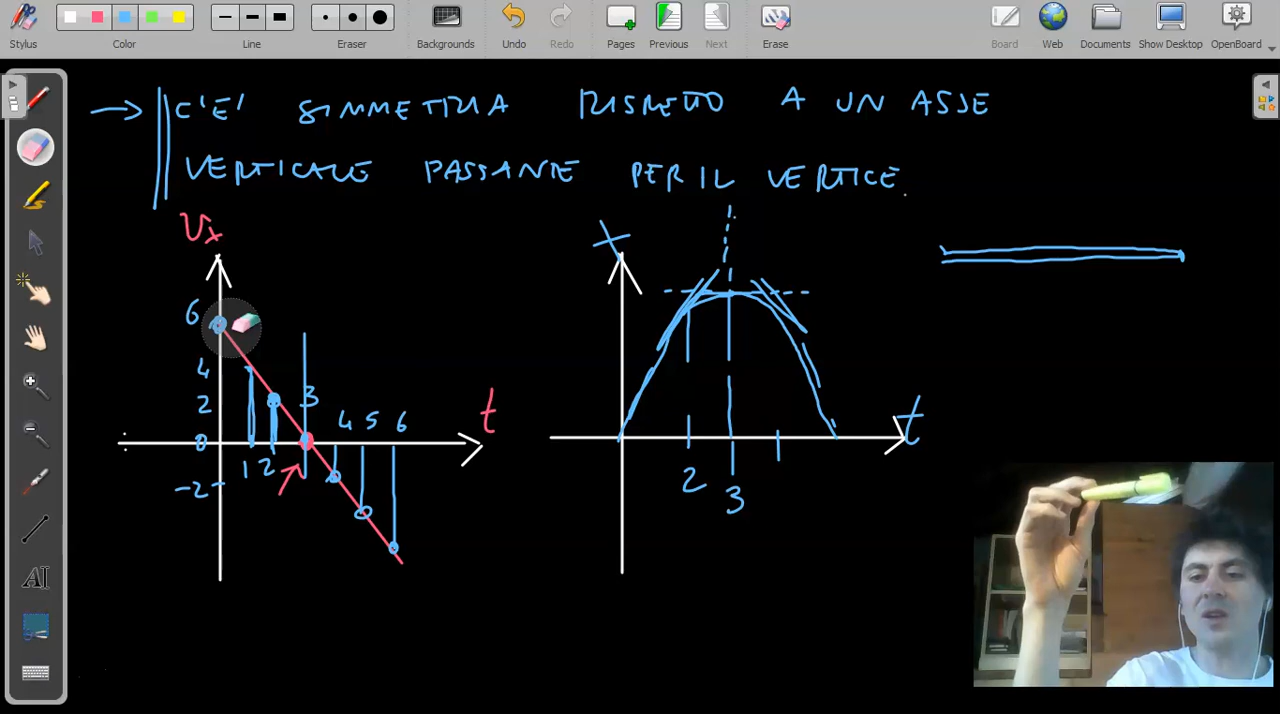 Stylus
Color
Line
Eraser
Backgrounds
Undo
Redo
Pages
Previous
Next
Erase
Board
Web
Documents
Show Desktop
OpenBoard
→ C'E' SIMMETRIA RISPETTO A UN ASSE
VERTICALE PASSANTE PER IL VERTICE.
Vx
6
4
2
0
-2
1
2
3
4
5
6
t
x
2
3
t
AI